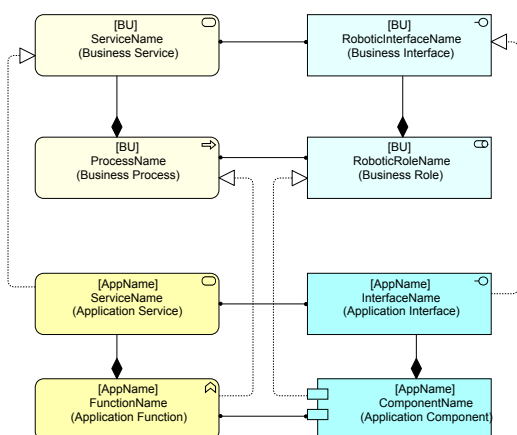 [BU]
ServiceName
(Business Service)
[BU]
RoboticInterfaceName
(Business Interface)
[BU]
ProcessName
(Business Process)
[BU]
RoboticRoleName
(Business Role)
[AppName]
ServiceName
(Application Service)
[AppName]
InterfaceName
(Application Interface)
[AppName]
FunctionName
(Application Function)
[AppName]
ComponentName
(Application Component)